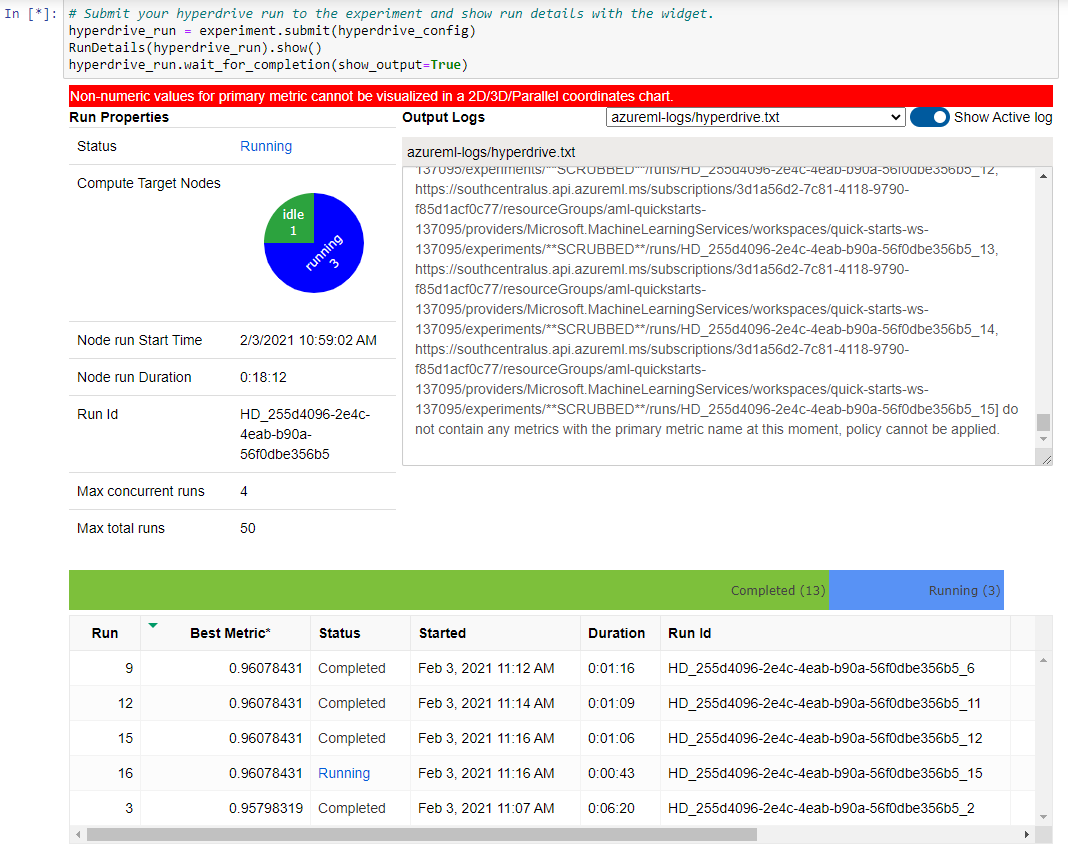 In [*]:
# Submit your hyperdrive run to the experiment and show run details with the widget.
hyperdrive_run = experiment.submit(hyperdrive_config)
RunDetails(hyperdrive_run).show()
hyperdrive_run.wait_for_completion(show_output=True)
Non-numeric values for primary metric cannot be visualized in a 2D/3D/Parallel coordinates chart.
Run Properties
Status Running
Compute Target Nodes
idle
1
running
3
Node run Start Time 2/3/2021 10:59:02 AM
Node run Duration 0:18:12
Run Id HD_255d4096-2e4c-
4eab-b90a-
56f0dbe356b5
Max concurrent runs 4
Max total runs 50
Output Logs azureml-logs/hyperdrive.txt Show Active log
azureml-logs/hyperdrive.txt
137095/experiments/**SCRUBBED**/runs/HD_255d4096-2e4c-4eab-b90a-56f0dbe356b5_12,
https://southcentralus.api.azureml.ms/subscriptions/3d1a56d2-7c81-4118-9790-
f85d1acf0c77/resourceGroups/aml-quickstarts-
137095/providers/Microsoft.MachineLearningServices/workspaces/quick-starts-ws-
137095/experiments/**SCRUBBED**/runs/HD_255d4096-2e4c-4eab-b90a-56f0dbe356b5_13,
https://southcentralus.api.azureml.ms/subscriptions/3d1a56d2-7c81-4118-9790-
f85d1acf0c77/resourceGroups/aml-quickstarts-
137095/providers/Microsoft.MachineLearningServices/workspaces/quick-starts-ws-
137095/experiments/**SCRUBBED**/runs/HD_255d4096-2e4c-4eab-b90a-56f0dbe356b5_14,
https://southcentralus.api.azureml.ms/subscriptions/3d1a56d2-7c81-4118-9790-
f85d1acf0c77/resourceGroups/aml-quickstarts-
137095/providers/Microsoft.MachineLearningServices/workspaces/quick-starts-ws-
137095/experiments/**SCRUBBED**/runs/HD_255d4096-2e4c-4eab-b90a-56f0dbe356b5_15] do
not contain any metrics with the primary metric name at this moment, policy cannot be applied.
Completed (13) Running (3)
Run Best Metric* Status Started Duration Run Id
9 0.96078431 Completed Feb 3, 2021 11:12 AM 0:01:16 HD_255d4096-2e4c-4eab-b90a-56f0dbe356b5_6
12 0.96078431 Completed Feb 3, 2021 11:14 AM 0:01:09 HD_255d4096-2e4c-4eab-b90a-56f0dbe356b5_11
15 0.96078431 Completed Feb 3, 2021 11:16 AM 0:01:06 HD_255d4096-2e4c-4eab-b90a-56f0dbe356b5_12
16 0.96078431 Running Feb 3, 2021 11:16 AM 0:00:43 HD_255d4096-2e4c-4eab-b90a-56f0dbe356b5_15
3 0.95798319 Completed Feb 3, 2021 11:07 AM 0:06:20 HD_255d4096-2e4c-4eab-b90a-56f0dbe356b5_2